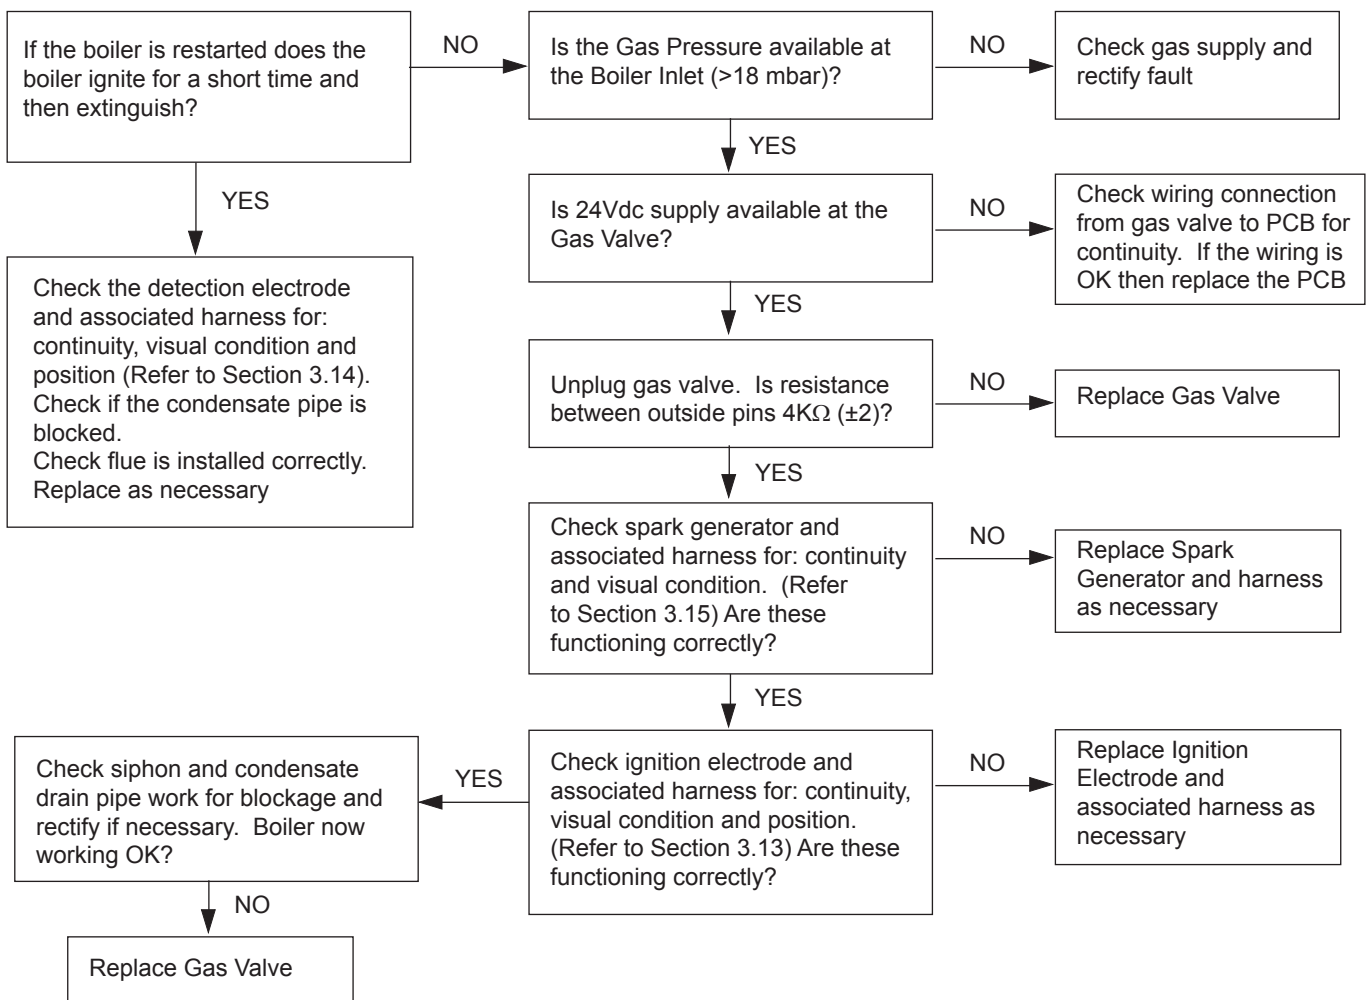 If the boiler is restarted does the
boiler ignite for a short time and
then extinguish?
NO
Is the Gas Pressure available at
the Boiler Inlet (>18 mbar)?
NO
Check gas supply and
rectify fault
YES
YES
Is 24Vdc supply available at the
Gas Valve?
NO
Check wiring connection
from gas valve to PCB for
continuity.  If the wiring is
OK then replace the PCB
Check the detection electrode
and associated harness for:
continuity, visual condition and
position (Refer to Section 3.14).
Check if the condensate pipe is
blocked.
Check flue is installed correctly.
Replace as necessary
YES
Unplug gas valve.  Is resistance
between outside pins 4KΩ (±2)?
NO
Replace Gas Valve
YES
Check spark generator and
associated harness for: continuity
and visual condition.  (Refer
to Section 3.15) Are these
functioning correctly?
NO
Replace Spark
Generator and harness
as necessary
YES
Check ignition electrode and
associated harness for: continuity,
visual condition and position.
(Refer to Section 3.13) Are these
functioning correctly?
NO
Replace Ignition
Electrode and
associated harness as
necessary
YES
Check siphon and condensate
drain pipe work for blockage and
rectify if necessary.  Boiler now
working OK?
NO
Replace Gas Valve